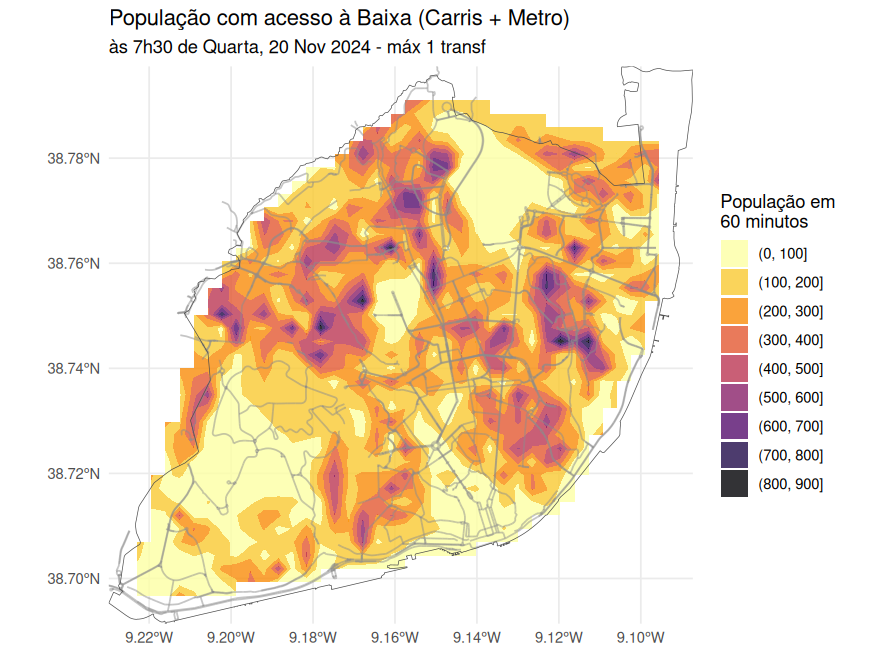 População com acesso à Baixa (Carris + Metro)
às 7h30 de Quarta, 20 Nov 2024 - máx 1 transf
38.78°N
38.76°N
38.74°N
38.72°N
38.70°N
9.22°W
9.20°W
9.18°W
9.16°W
9.14°W
9.12°W
9.10°W
População em
60 minutos
(0, 100]
(100, 200]
(200, 300]
(300, 400]
(400, 500]
(500, 600]
(600, 700]
(700, 800]
(800, 900]